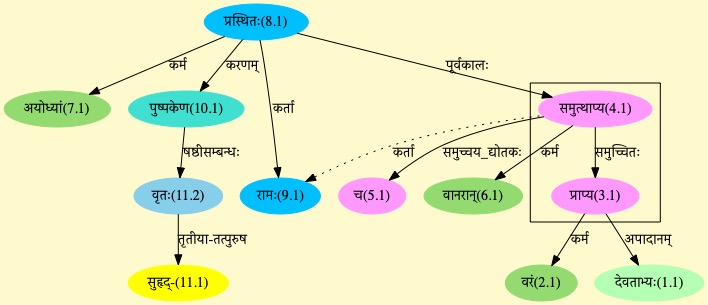 प्रस्थितः(8.1)
कर्म
करणम्
कर्ता
पूर्वकालः
अयोध्यां(7.1)
पुष्पकेण(10.1)
समुत्थाप्य(4.1)
षष्ठीसम्बन्धः
कर्ता
समुच्चय_द्योतकः
कर्म
समुच्चितः
वृतः(11.2)
रामः(9.1)
च(5.1)
वानरान्(6.1)
प्राप्य(3.1)
तृतीया-तत्पुरुष
कर्म
अपादानम्
सुहृद्-(11.1)
वरं(2.1)
देवताभ्यः(1.1)